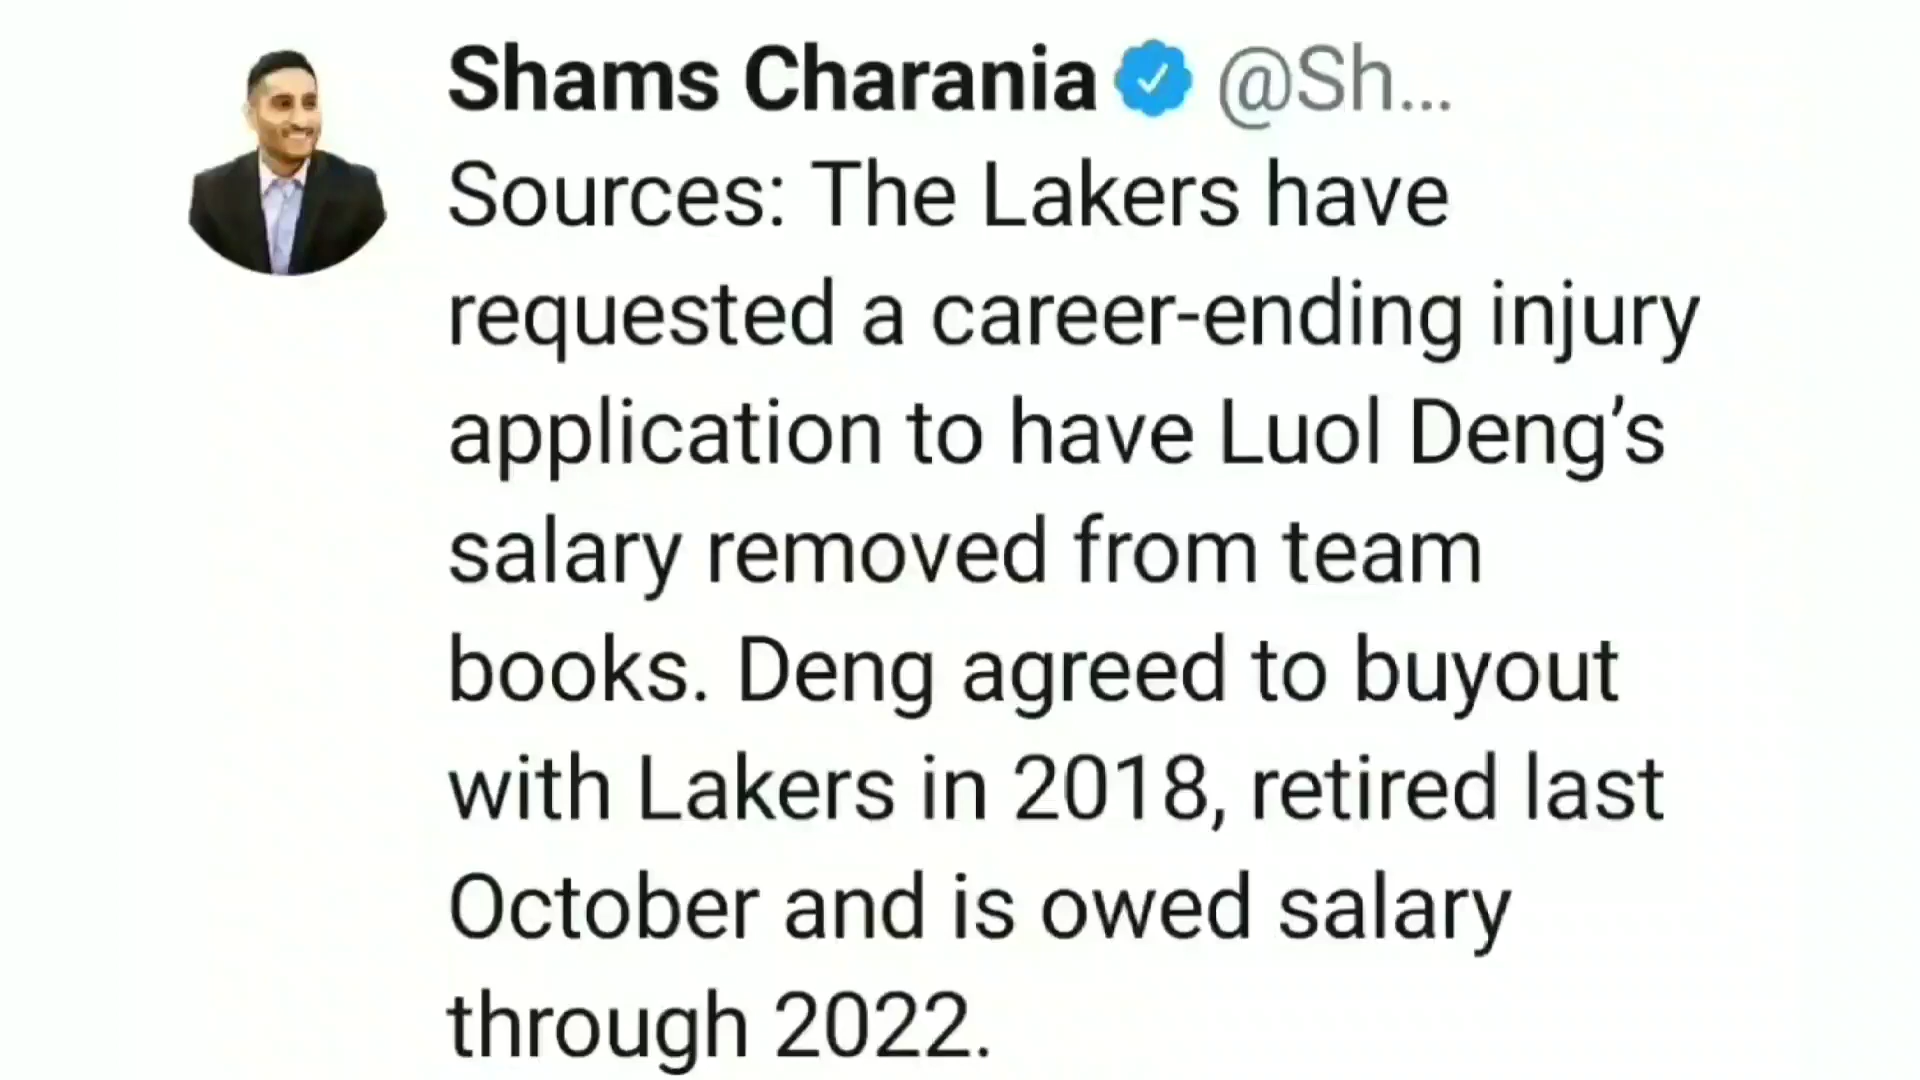 Shams Charania @Sh...
Sources: The Lakers have
requested a career-ending injury
application to have Luol Deng’s
salary removed from team
books. Deng agreed to buyout
with Lakers in 2018, retired last
October and is owed salary
through 2022.